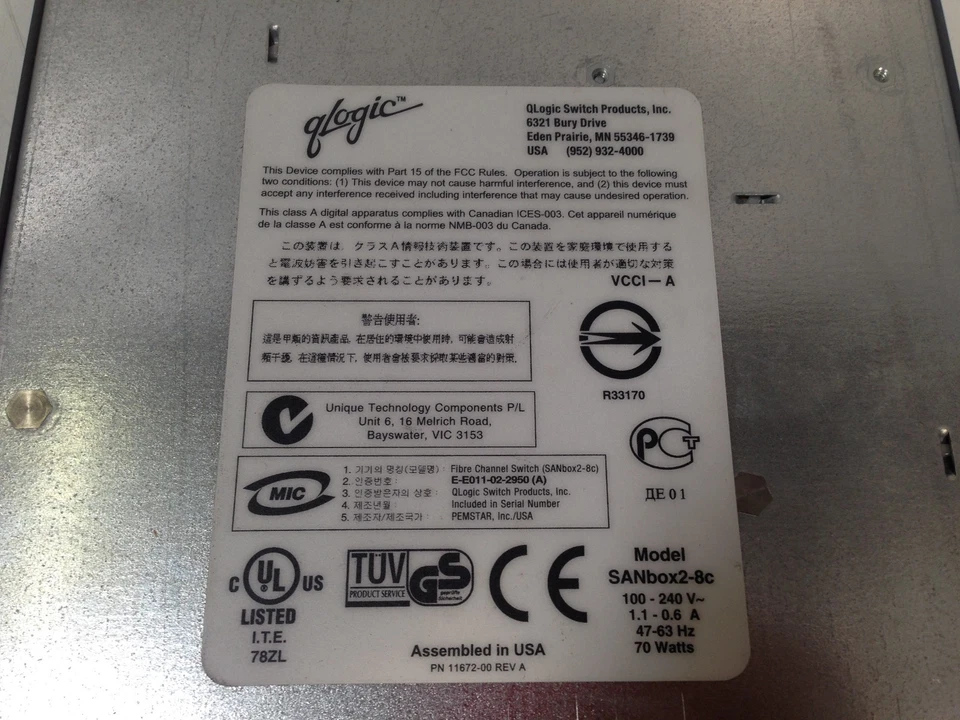 QLogic™
QLogic Switch Products, Inc.
6321 Bury Drive
Eden Prairie, MN 55346-1739
USA (952) 932-4000
This Device complies with Part 15 of the FCC Rules. Operation is subject to the following
two conditions: (1) This device may not cause harmful interference, and (2) this device must
accept any interference received including interference that may cause undesired operation.
This class A digital apparatus complies with Canadian ICES-003. Cet appareil numérique
de la classe A est conforme à la norme NMB-003 du Canada.
この装置は、クラスA情報技術装置です。この装置を家庭環境で使用する
と電波妨害を引き起こすことがあります。この場合には使用者が適切な対策
を講ずるよう要求されることがあります。
VCCI－A
警告使用者:
這是甲類的資訊產品，在居住的環境中使用時，可能會造成射
頻干擾，在這種情況下，使用者會被要求採取某些適當的對策.
R33170
Unique Technology Components P/L
Unit 6, 16 Melrich Road,
Bayswater, VIC 3153
PCT
ДЕ 0 1
MIC
1. 기기의 명칭(모델명) : Fibre Channel Switch (SANbox2-8c)
2. 인증번호 : E-E011-02-2950 (A)
3. 인증받은자의 상호 : QLogic Switch Products, Inc.
4. 제조년월 : Included in Serial Number
5. 제조자/제조국가 : PEMSTAR, Inc./USA
C UL US
LISTED
I.T.E.
78ZL
TÜV
PRODUCT SERVICE
GS
geprüfte
Sicherheit
CE
Model
SANbox2-8c
100 - 240 V~
1.1 - 0.6 A
47-63 Hz
70 Watts
Assembled in USA
PN 11672-00 REV A